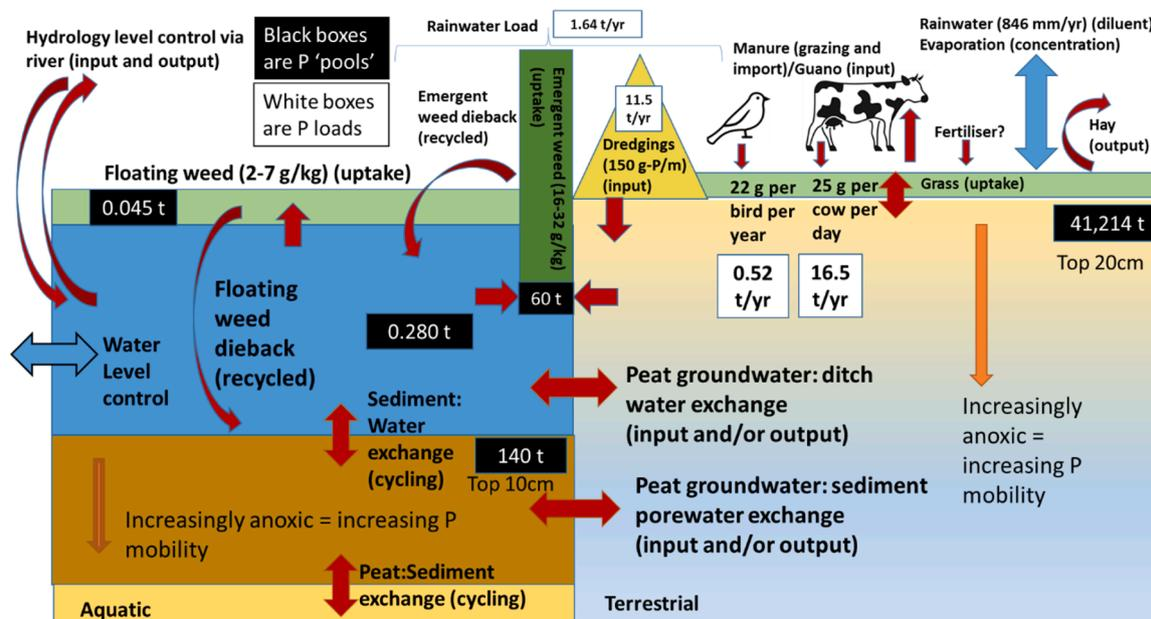 Hydrology level control via
river (input and output)
Black boxes
are P ‘pools’
White boxes
are P loads
Rainwater Load
1.64 t/yr
Emergent
weed dieback
(recycled)
Emergent weed (16-32 g/kg)
(uptake)
11.5
t/yr
Dredgings
(150 g-P/m)
(input)
Manure (grazing and
import)/Guano (input)
Rainwater (846 mm/yr) (diluent)
Evaporation (concentration)
Fertiliser?
Hay
(output)
Floating weed (2-7 g/kg) (uptake)
0.045 t
22 g per
bird per
year
25 g per
cow per
day
Grass (uptake)
41,214 t
Top 20cm
0.52
t/yr
16.5
t/yr
60 t
Floating
weed
dieback
(recycled)
0.280 t
Water
Level
control
Peat groundwater: ditch
water exchange
(input and/or output)
Increasingly
anoxic =
increasing P
mobility
Sediment:
Water
exchange
(cycling)
140 t
Top 10cm
Peat groundwater: sediment
porewater exchange
(input and/or output)
Increasingly anoxic = increasing P
mobility
Peat:Sediment
exchange (cycling)
Aquatic
Terrestrial